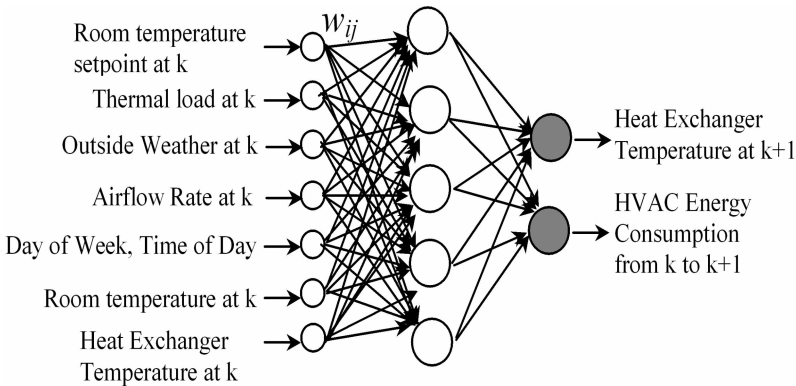 Room temperature
setpoint at k
w_ij
Thermal load at k
Outside Weather at k
Airflow Rate at k
Day of Week, Time of Day
Room temperature at k
Heat Exchanger
Temperature at k
Heat Exchanger
Temperature at k+1
HVAC Energy
Consumption
from k to k+1